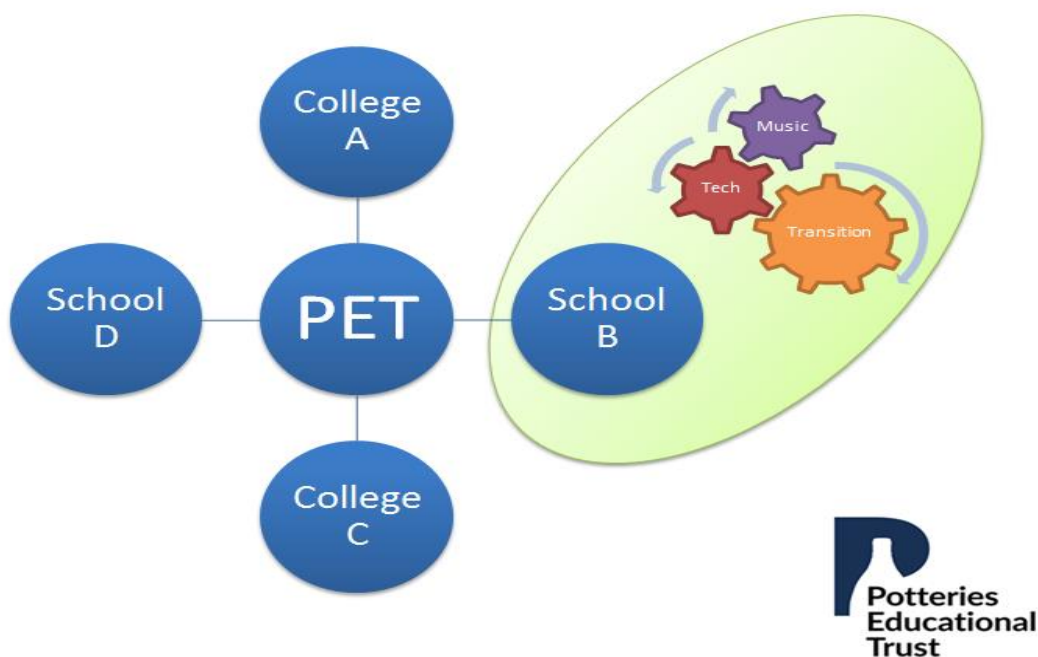 College
A
Music
Tech
Transition
School
D
PET
School
B
College
C
Potteries
Educational
Trust